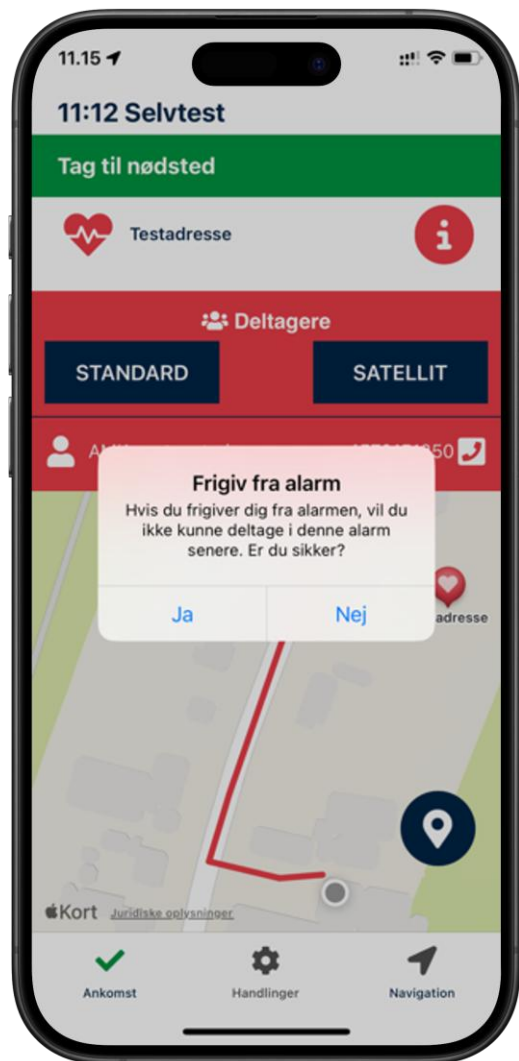 11.15
11:12 Selvtest
Tag til nødsted
Testadresse
Deltagere
STANDARD
SATELLIT
50
Frigiv fra alarm
Hvis du frigiver dig fra alarmen, vil du
ikke kunne deltage i denne alarm
senere. Er du sikker?
Ja
Nej
adresse
Kort
Juridiske oplysninger
Ankomst
Handlinger
Navigation